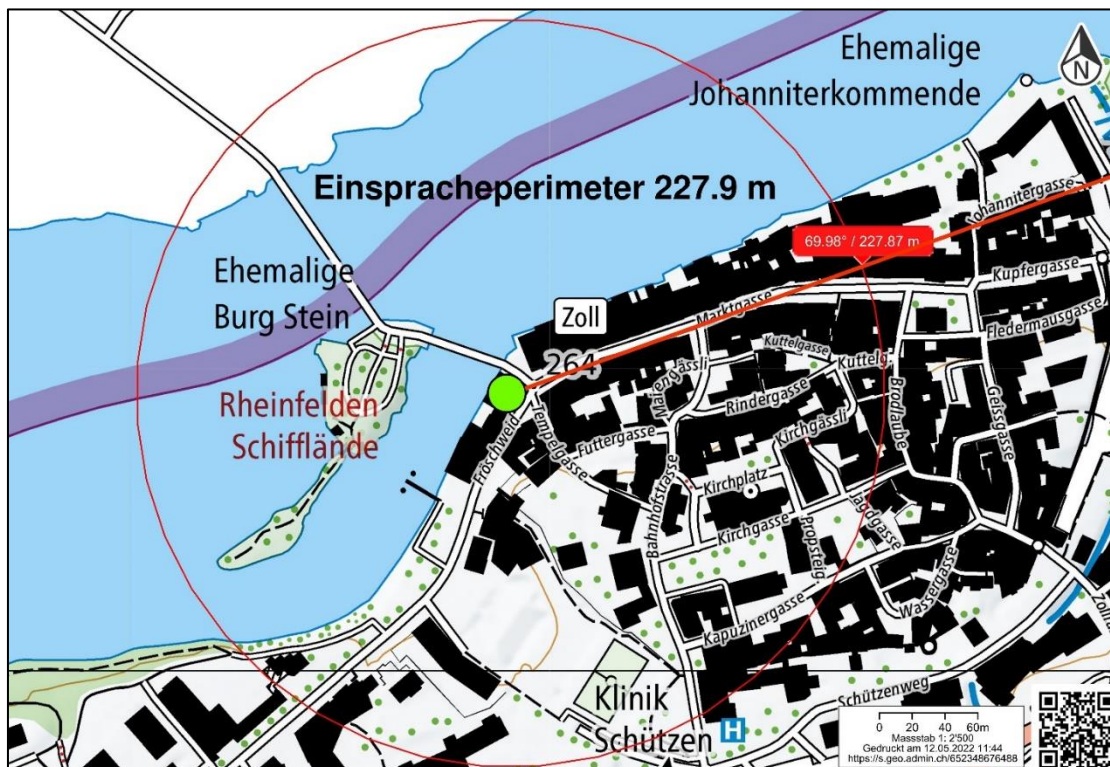 Ehemalige
Johanniterkommende
N
Einspracheperimeter 227.9 m
Johannitergasse
69.98° / 227.87 m
Ehemalige
Burg Stein
Kupfergasse
Zoll
Marktgasse
Fledermausgasse
264
Kuttelgasse
Kuttelg.
Maiengässli
Rindergasse
Brodlaube
Geissgasse
Rheinfelden
Schifflände
Fröschweid
Tempelgasse
Futtergasse
Kirchgässli
Kirchplatz
Bahnhofstrasse
Kirchgasse
Jagdgasse
Propsteig
Wassergasse
Kapuzinergasse
Schützenweg
Klinik
Schützen
H
0 20 40 60m
Massstab 1: 2'500
Gedruckt am 12.05.2022 11:44
https://s.geo.admin.ch/652348676488